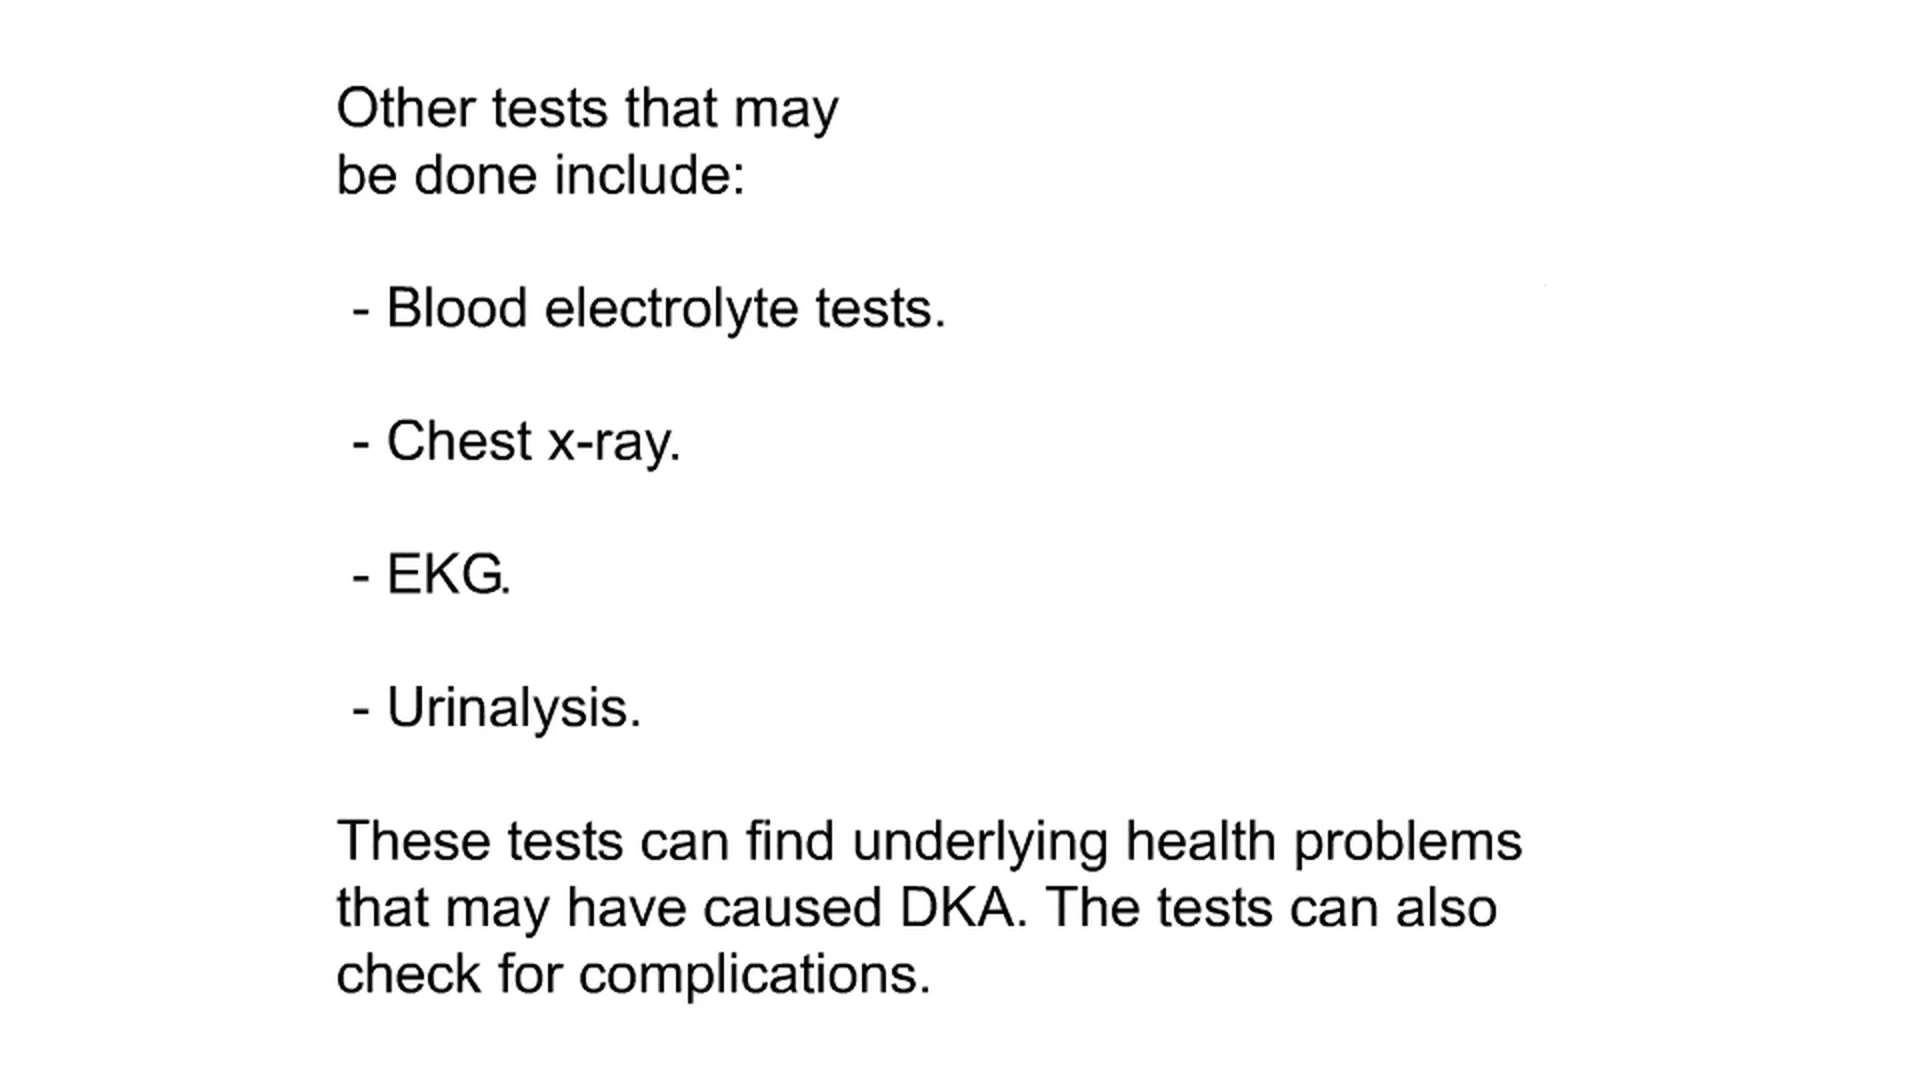 Other tests that may
be done include:
- Blood electrolyte tests.
- Chest x-ray.
- EKG.
- Urinalysis.
These tests can find underlying health problems
that may have caused DKA. The tests can also
check for complications.